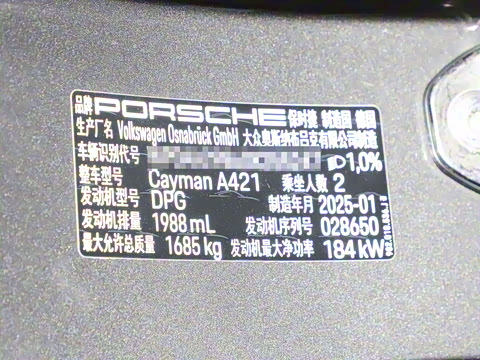 品牌 PORSCHE 保时捷 制造国 德国
生产厂名 Volkswagen Osnabrück GmbH 大众奥斯纳布吕克有限公司制造
车辆识别代号 1,0%
整车型号 Cayman A421 乘坐人数 2
发动机型号 DPG 制造年月 2025-01
发动机排量 1988 mL 发动机序列号 028650
最大允许总质量 1685 kg 发动机最大净功率 184 kW